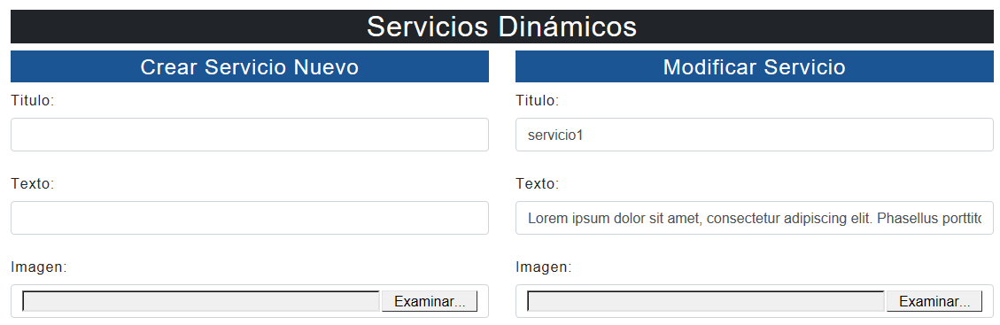 Servicios Dinámicos
Crear Servicio Nuevo
Titulo:
Texto:
Imagen:
Examinar...
Modificar Servicio
Titulo:
servicio1
Texto:
Lorem ipsum dolor sit amet, consectetur adipiscing elit. Phasellus porttito
Imagen:
Examinar...